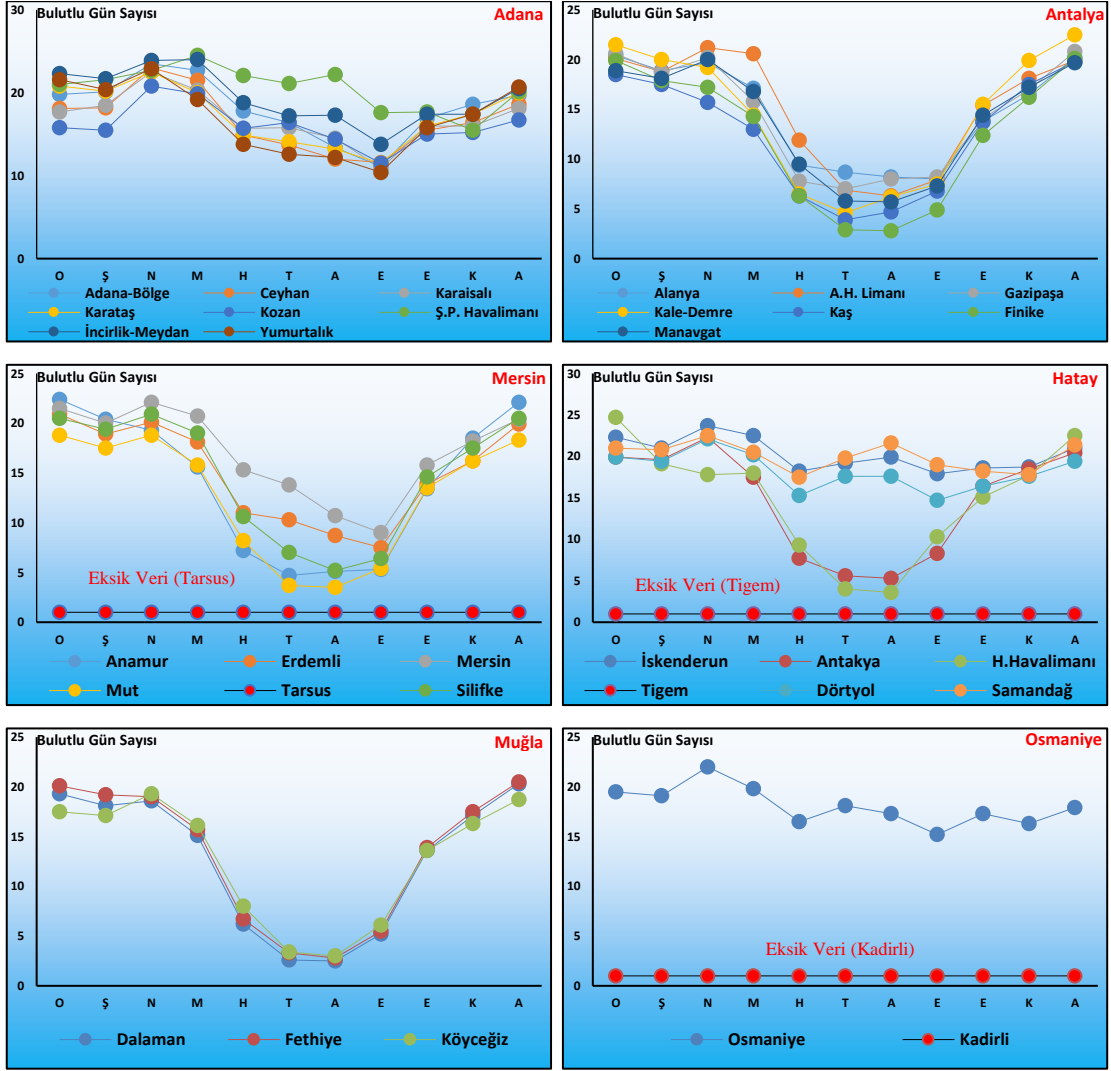 Bulutlu Gün Sayısı Adana
30
20
10
0
O Ş N M H T A E E K A
Adana-Bölge Ceyhan Karaisalı
Karataş Kozan Ş.P. Havalimanı
İncirlik-Meydan Yumurtalık
Bulutlu Gün Sayısı Antalya
25
20
15
10
5
0
O Ş N M H T A E E K A
Alanya A.H. Limanı Gazipaşa
Kale-Demre Kaş Finike
Manavgat
Bulutlu Gün Sayısı Mersin
25
20
15
10
5
Eksik Veri (Tarsus)
0
O Ş N M H T A E E K A
Anamur Erdemli Mersin
Mut Tarsus Silifke
Bulutlu Gün Sayısı Hatay
30
25
20
15
10
5
Eksik Veri (Tigem)
0
O Ş N M H T A E E K A
İskenderun Antakya H.Havalimanı
Tigem Dörtyol Samandağ
Bulutlu Gün Sayısı Muğla
25
20
15
10
5
0
O Ş N M H T A E E K A
Dalaman Fethiye Köyceğiz
Bulutlu Gün Sayısı Osmaniye
25
20
15
10
5
Eksik Veri (Kadirli)
0
O Ş N M H T A E E K A
Osmaniye Kadirli